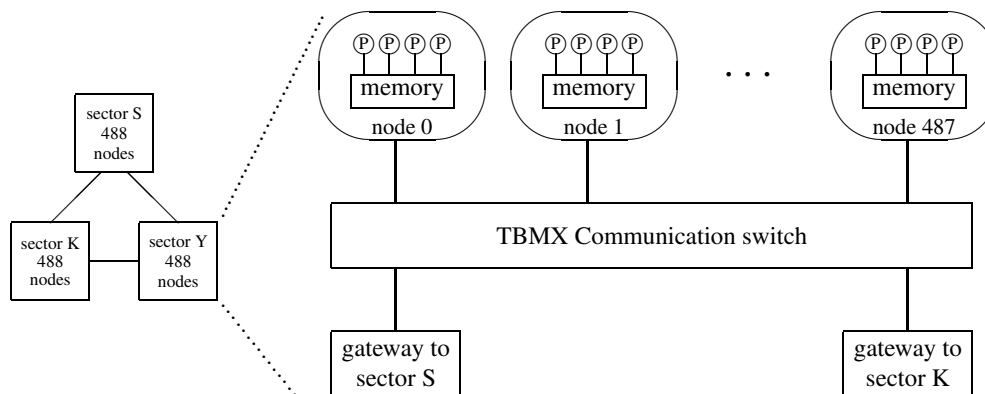 sector S
488
nodes
sector K
488
nodes
sector Y
488
nodes
P P P P
memory
node 0
P P P P
memory
node 1
. . .
P P P P
memory
node 487
TBMX Communication switch
gateway to
sector S
gateway to
sector K